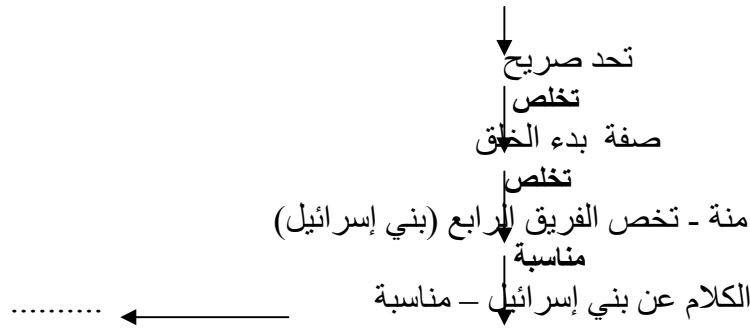 تحد صريح
تخلص
صفة بدء الخلق
تخلص
منة - تخص الفريق الرابع (بني إسرائيل)
مناسبة
الكلام عن بني إسرائيل – مناسبة ..........